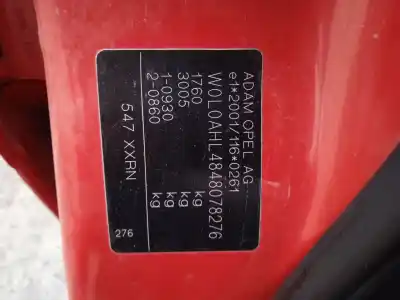 ADAM OPEL AG
e1*2001/116*0261
W0L0AHL4848078276
1760 kg
3005 kg
1-0930 kg
2-0860 kg
547 XXRN
276